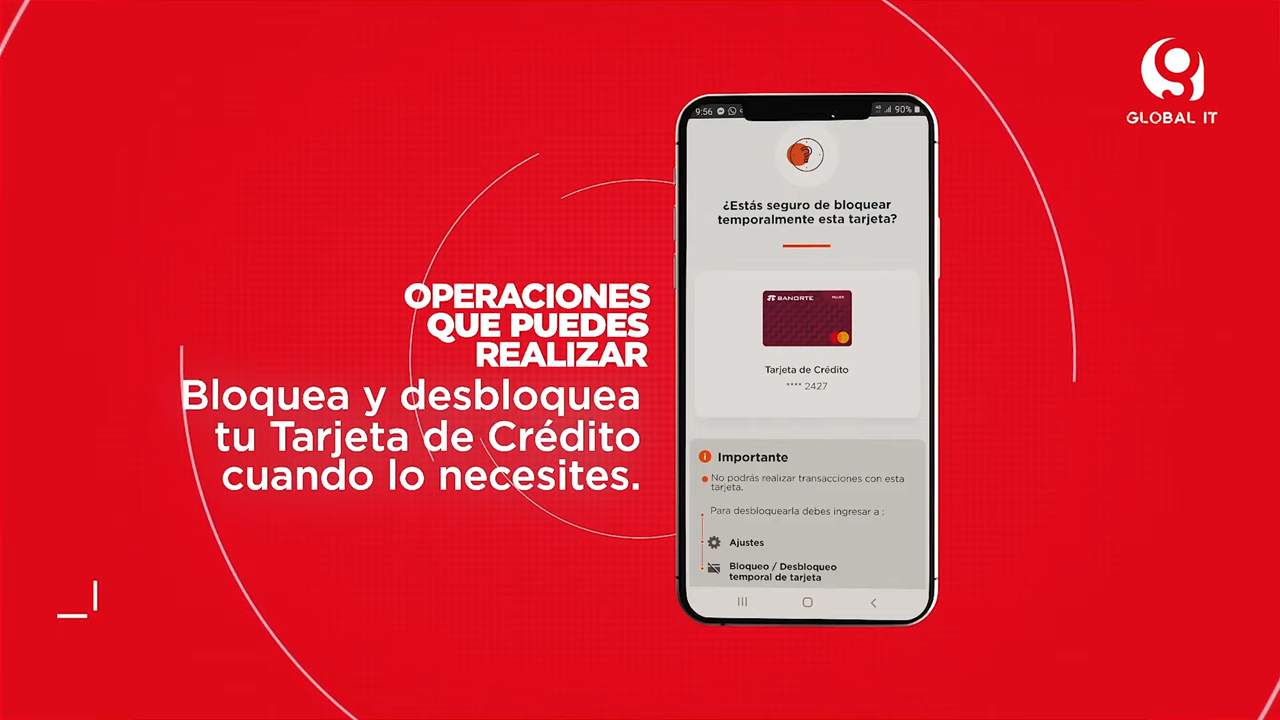 GLOBAL IT
OPERACIONES
QUE PUEDES
REALIZAR
Bloquea y desbloquea
tu Tarjeta de Crédito
cuando lo necesites.
9:56
90%
¿Estás seguro de bloquear
temporalmente esta tarjeta?
BANORTE
MUJER
Tarjeta de Crédito
**** 2427
Importante
No podrás realizar transacciones con esta
tarjeta.
Para desbloquearla debes ingresar a :
Ajustes
Bloqueo / Desbloqueo
temporal de tarjeta